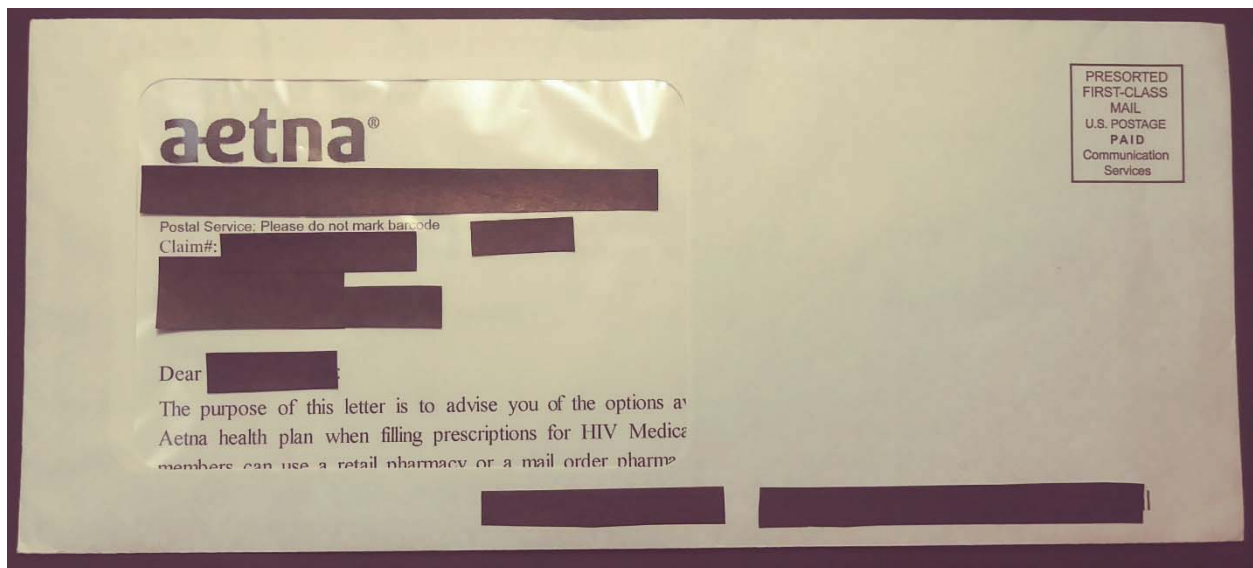 aetna®
PRESORTED
FIRST-CLASS
MAIL
U.S. POSTAGE
PAID
Communication
Services
Postal Service: Please do not mark barcode
Claim#:
Dear :
The purpose of this letter is to advise you of the options
Aetna health plan when filling prescriptions for HIV
members can use a retail pharmacy or a mail order